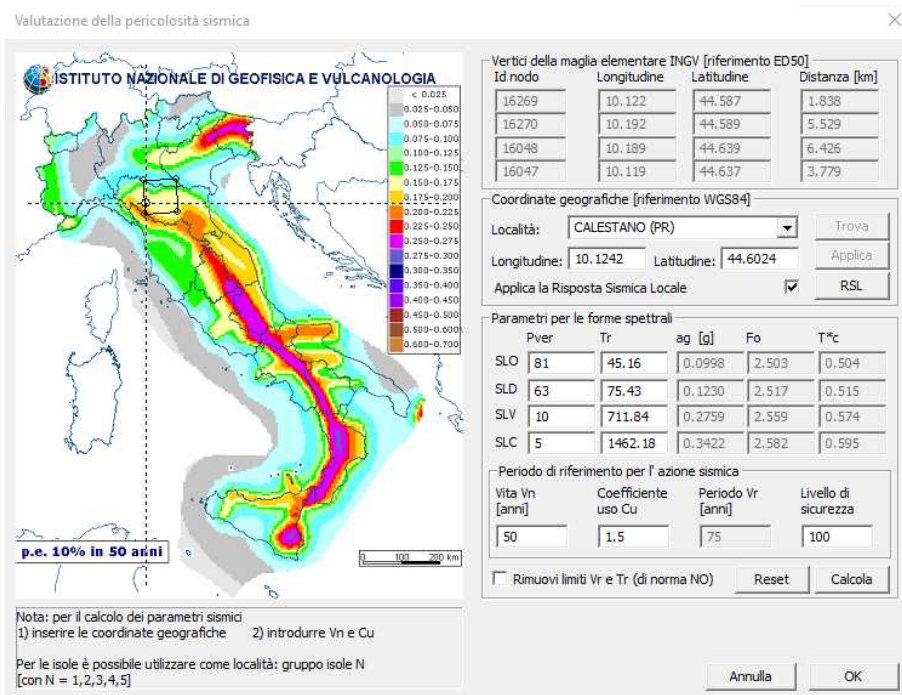 Valutazione della pericolosità sismica
ISTITUTO NAZIONALE DI GEOFISICA E VULCANOLOGIA
< 0.025
0.025-0.050
0.050-0.075
0.075-0.100
0.100-0.125
0.125-0.150
0.150-0.175
0.175-0.200
0.200-0.225
0.225-0.250
0.250-0.275
0.275-0.300
0.300-0.350
0.350-0.400
0.400-0.450
0.450-0.500
0.500-0.600
0.600-0.700
p.e. 10% in 50 anni
0 100 200 km
Nota: per il calcolo dei parametri sismici
1) inserire le coordinate geografiche 2) introdurre Vn e Cu
Per le isole è possibile utilizzare come località: gruppo isole N
[con N = 1,2,3,4,5]
Vertici della maglia elementare INGV [riferimento ED50]
Id nodo Longitudine Latitudine Distanza [km]
16269 10.122 44.587 1.838
16270 10.192 44.589 5.529
16048 10.189 44.639 6.426
16047 10.119 44.637 3.779
Coordinate geografiche [riferimento WGS84]
Località: CALESTANO (PR) Trova
Longitudine: 10.1242 Latitudine: 44.6024 Applica
Applica la Risposta Sismica Locale RSL
Parametri per le forme spettrali
Pver Tr ag [g] Fo T*c
SLO 81 45.16 0.0998 2.503 0.504
SLD 63 75.43 0.1230 2.517 0.515
SLV 10 711.84 0.2759 2.559 0.574
SLC 5 1462.18 0.3422 2.582 0.595
Periodo di riferimento per l' azione sismica
Vita Vn [anni] Coefficiente uso Cu Periodo Vr [anni] Livello di sicurezza
50 1.5 75 100
Rimuovi limiti Vr e Tr (di norma NO) Reset Calcola
Annulla OK